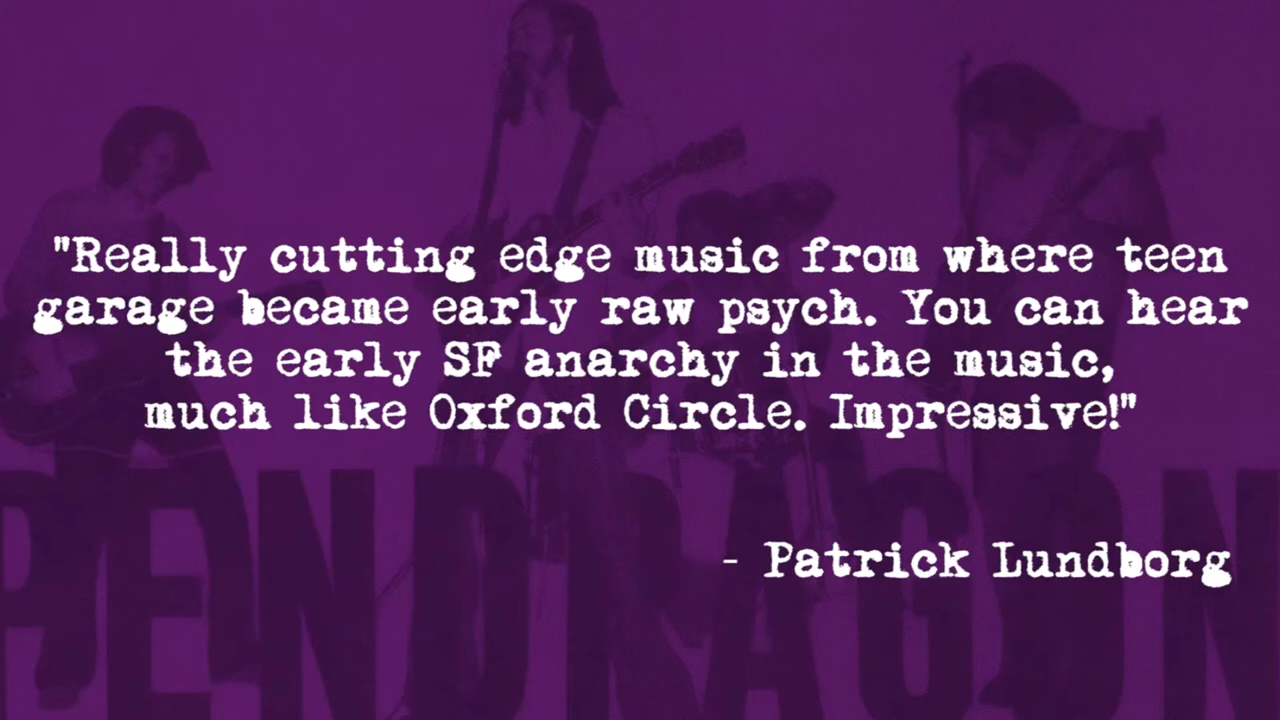 "Really cutting edge music from where teen
garage became early raw psych. You can hear
the early SF anarchy in the music,
much like Oxford Circle. Impressive!"
- Patrick Lundborg
PENDRAGON